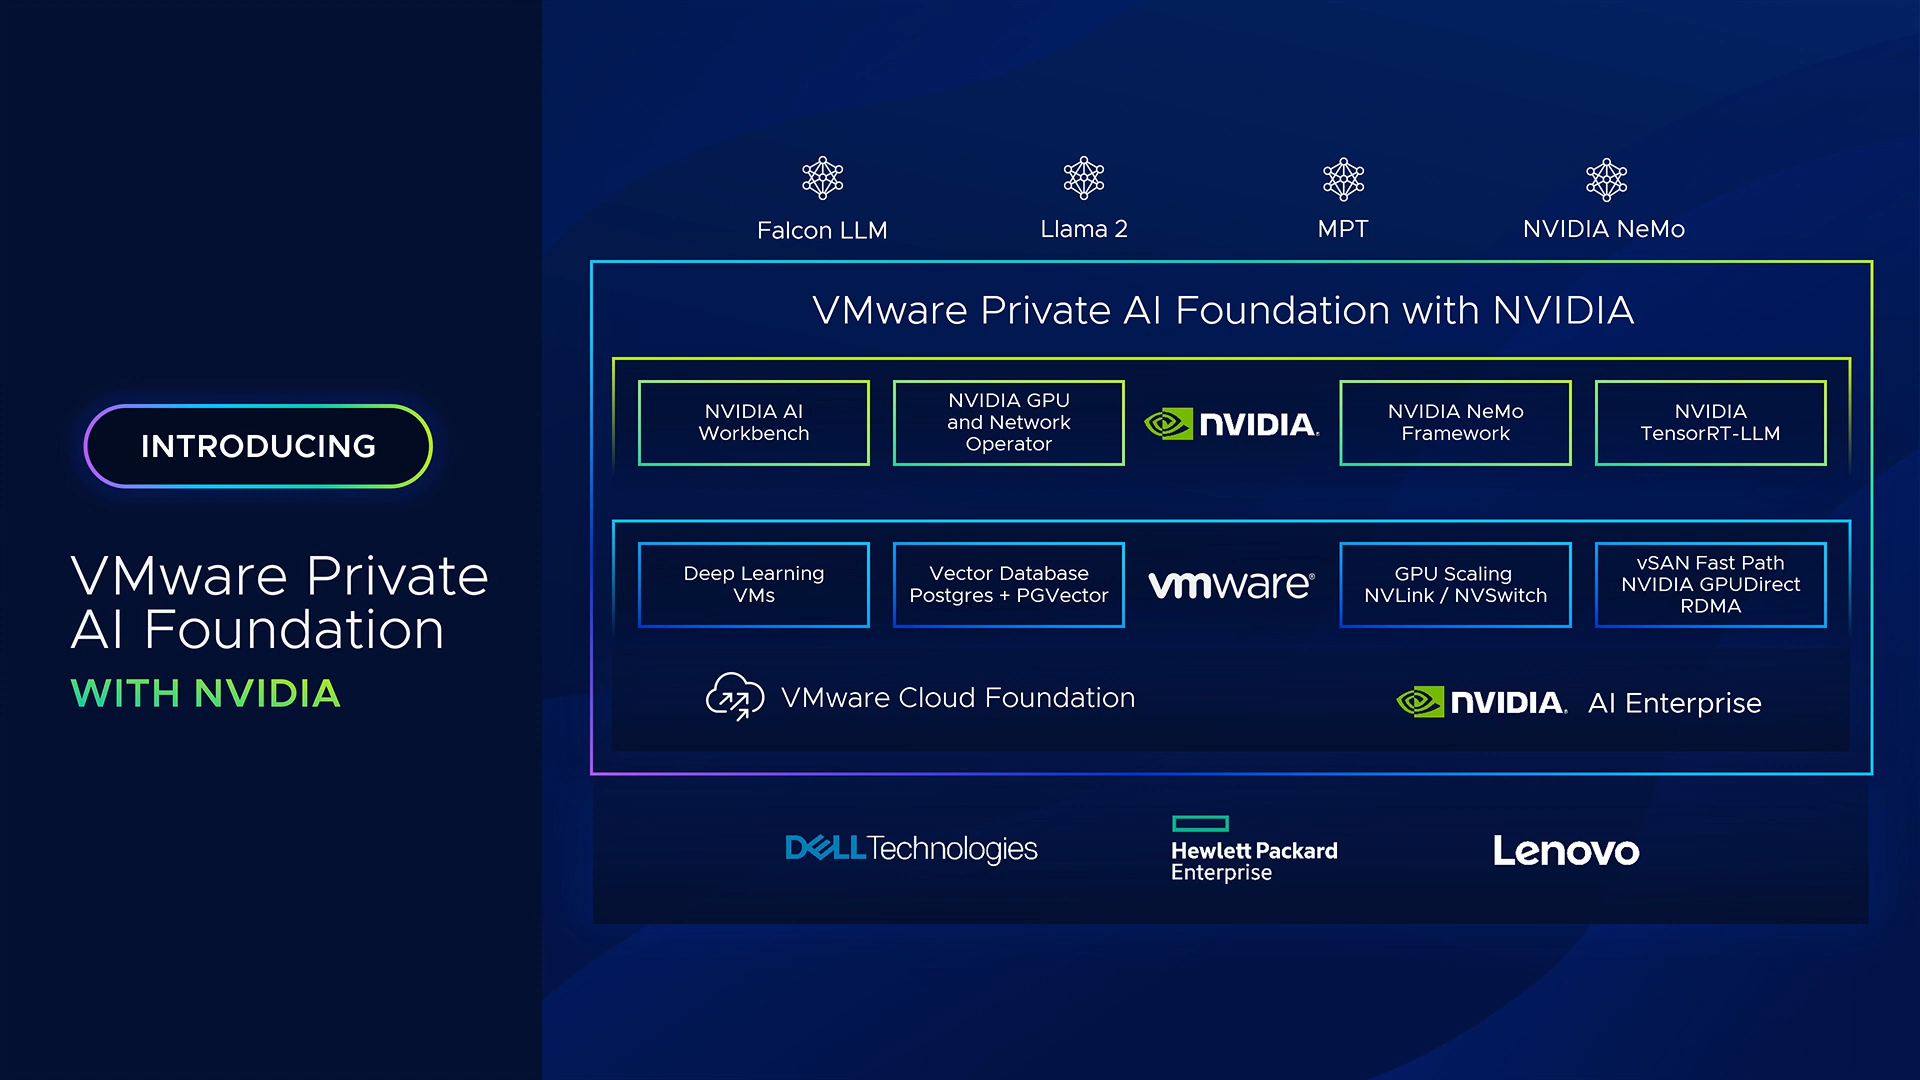 INTRODUCING
VMware Private
AI Foundation
WITH NVIDIA
Falcon LLM
Llama 2
MPT
NVIDIA NeMo
VMware Private AI Foundation with NVIDIA
NVIDIA AI
Workbench
NVIDIA GPU
and Network
Operator
NVIDIA.
NVIDIA NeMo
Framework
NVIDIA
TensorRT-LLM
Deep Learning
VMs
Vector Database
Postgres + PGVector
vmware®
GPU Scaling
NVLink / NVSwitch
vSAN Fast Path
NVIDIA GPUDirect
RDMA
VMware Cloud Foundation
NVIDIA. AI Enterprise
DELLTechnologies
Hewlett Packard
Enterprise
Lenovo